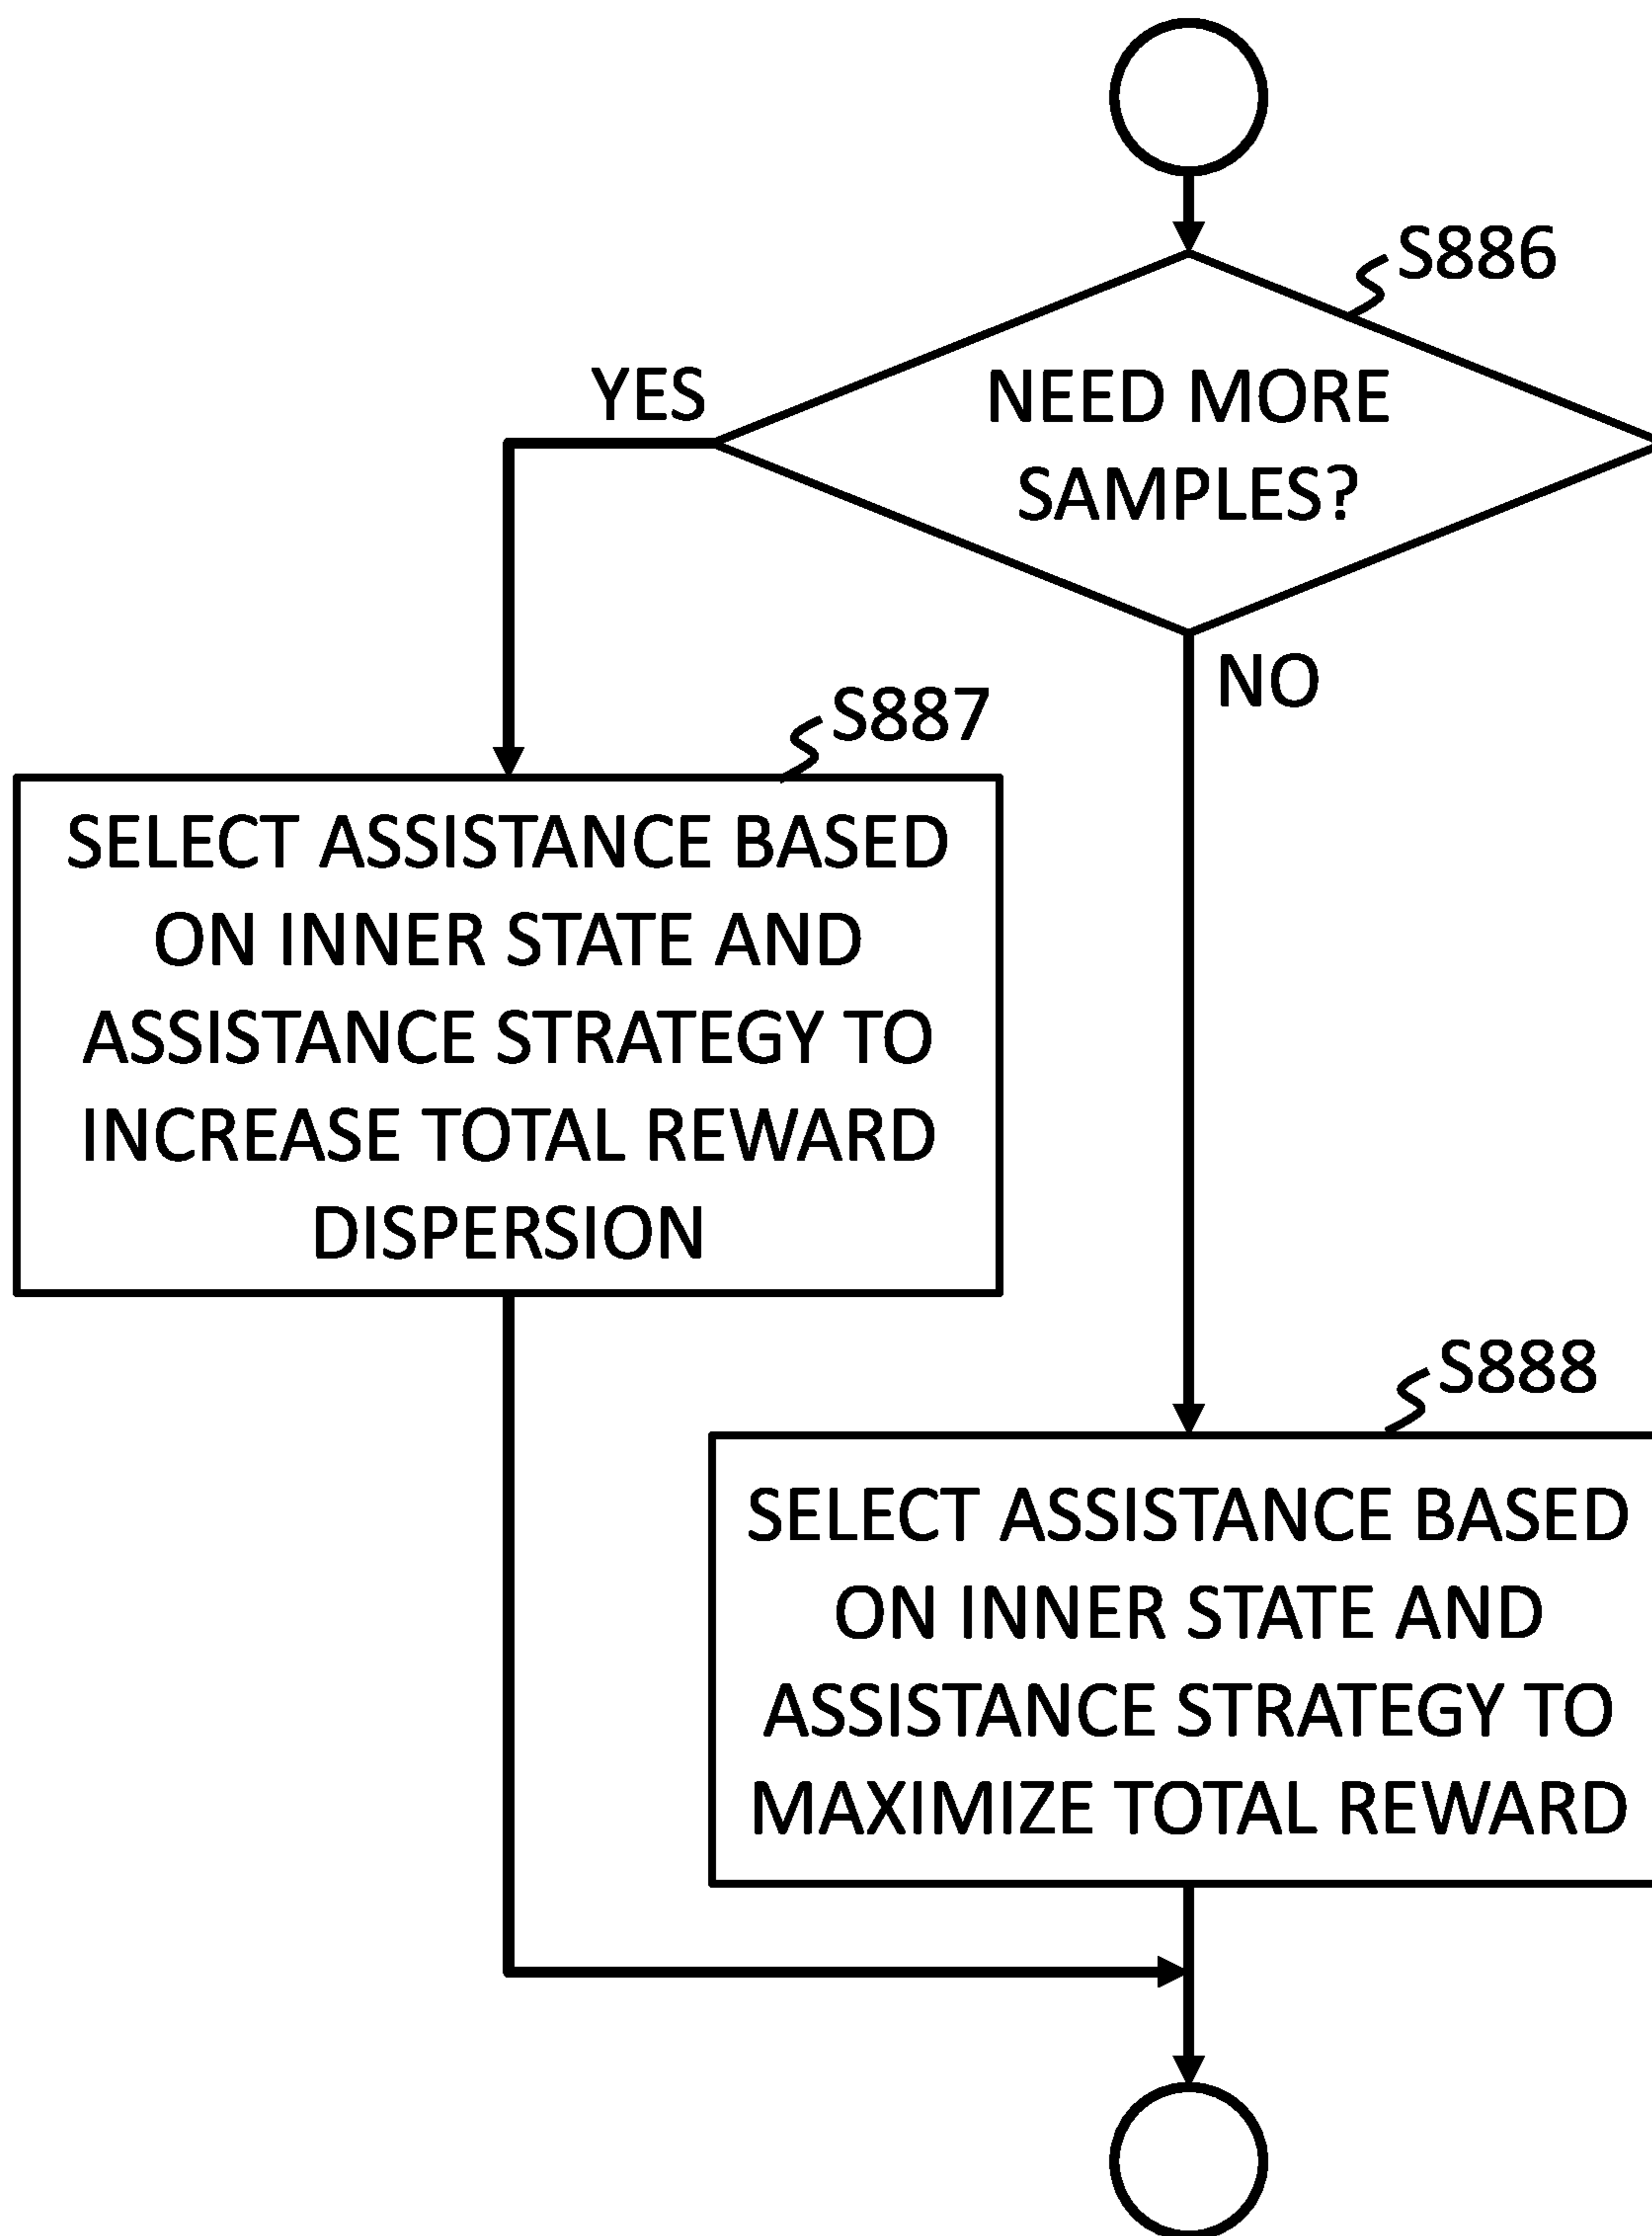 S886
NEED MORE
SAMPLES?
YES
NO
S887
SELECT ASSISTANCE BASED
ON INNER STATE AND
ASSISTANCE STRATEGY TO
INCREASE TOTAL REWARD
DISPERSION
S888
SELECT ASSISTANCE BASED
ON INNER STATE AND
ASSISTANCE STRATEGY TO
MAXIMIZE TOTAL REWARD